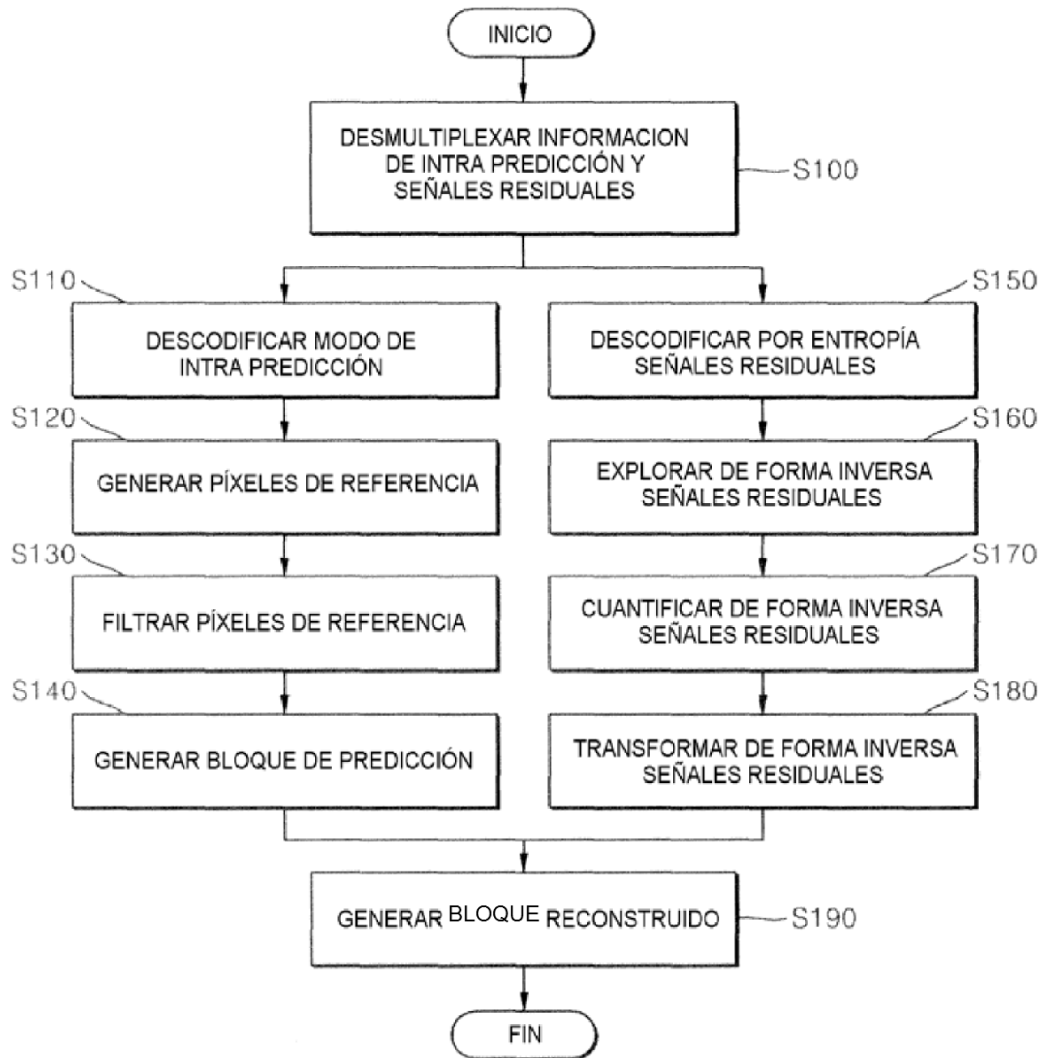 INICIO
DESMULTIPLEXAR INFORMACION
DE INTRA PREDICCIÓN Y
SEÑALES RESIDUALES
S100
S110
DESCODIFICAR MODO DE
INTRA PREDICCIÓN
S120
GENERAR PÍXELES DE REFERENCIA
S130
FILTRAR PÍXELES DE REFERENCIA
S140
GENERAR BLOQUE DE PREDICCIÓN
S150
DESCODIFICAR POR ENTROPÍA
SEÑALES RESIDUALES
S160
EXPLORAR DE FORMA INVERSA
SEÑALES RESIDUALES
S170
CUANTIFICAR DE FORMA INVERSA
SEÑALES RESIDUALES
S180
TRANSFORMAR DE FORMA INVERSA
SEÑALES RESIDUALES
GENERAR BLOQUE RECONSTRUIDO
S190
FIN